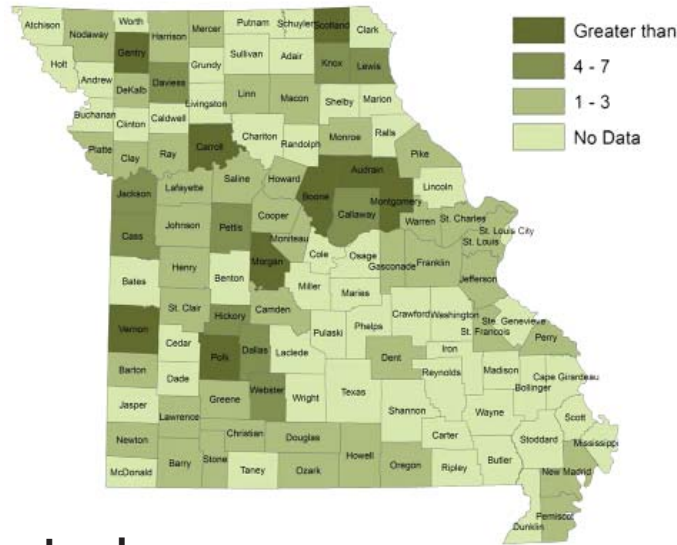 Atchison
Nodaway
Worth
Harrison
Mercer
Putnam
Schuyler
Scotland
Clark
Gentry
Holt
Andrew
DeKalb
Daviess
Grundy
Sullivan
Adair
Knox
Lewis
Livingston
Linn
Macon
Shelby
Marion
Buchanan
Clinton
Caldwell
Chariton
Randolph
Monroe
Ralls
Platte
Clay
Ray
Carroll
Pike
Saline
Howard
Audrain
Lincoln
Jackson
Lafayette
Boone
Montgomery
Callaway
Cooper
Warren
St. Charles
St. Louis City
St. Louis
Cass
Johnson
Pettis
Moniteau
Cole
Osage
Gasconade
Franklin
Jefferson
Morgan
Henry
Bates
Benton
Miller
Maries
St. Clair
Camden
Hickory
Crawford
Washington
Ste. Genevieve
St. Francois
Perry
Vernon
Cedar
Polk
Dallas
Laclede
Pulaski
Phelps
Dent
Iron
Reynolds
Madison
Bollinger
Cape Girardeau
Barton
Dade
Jasper
Greene
Webster
Wright
Texas
Shannon
Wayne
Scott
Lawrence
Christian
Douglas
Carter
Stoddard
Mississippi
Newton
Stone
Howell
Oregon
Ripley
Butler
New Madrid
McDonald
Barry
Taney
Ozark
Dunklin
Pemiscot
Greater than
4 - 7
1 - 3
No Data